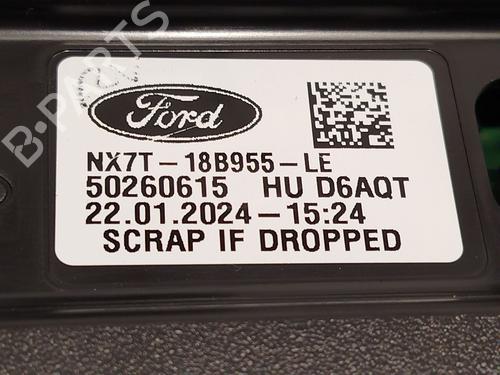 B-PARTS
Ford
NX7T-18B955-LE
50260615 HU D6AQT
22.01.2024-15:24
SCRAP IF DROPPED